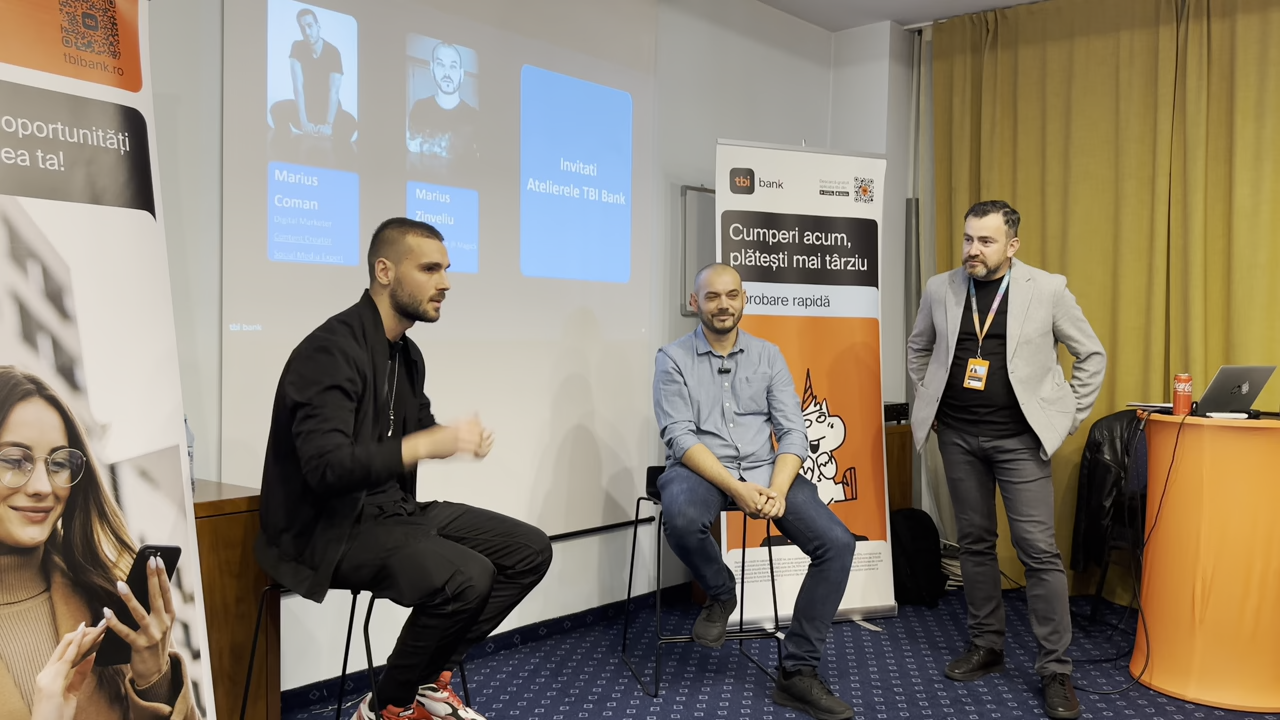 tbi
tbibank.ro
oportunități
ea ta!
Marius
Coman
Digital Marketer
Content Creator
Social Media Expert
Marius
Zinveliu
Invitati
Atelierele TBI Bank
tbi bank
tbi bank
Cumperi acum,
plătești mai târziu
probare rapidă